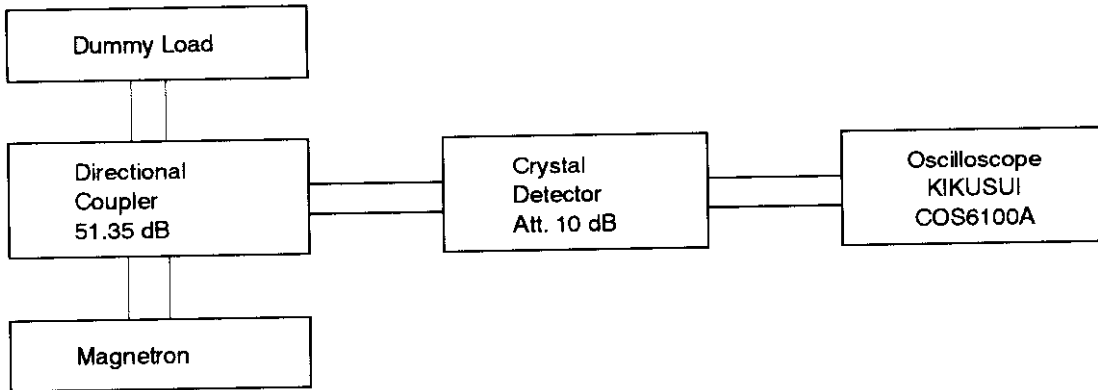 Dummy Load
Directional
Coupler
51.35 dB
Crystal
Detector
Att. 10 dB
Oscilloscope
KIKUSUI
COS6100A
Magnetron